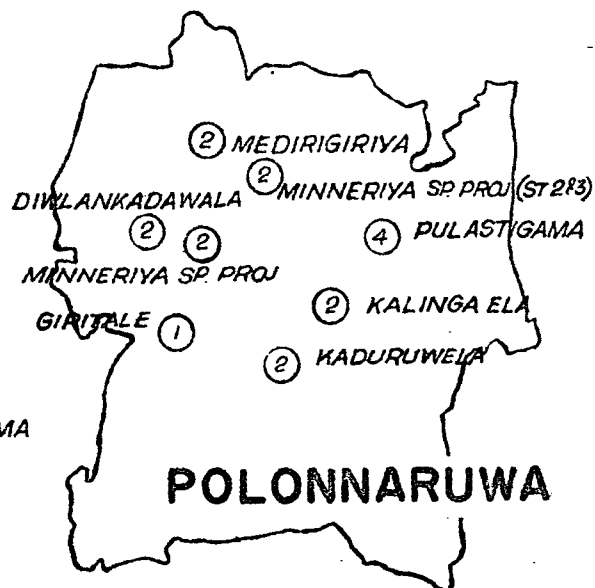 2 MEDIRIGIRIYA
2 MINNERIYA SP. PROJ (ST 2&3)
DIWLANKADAWALA
2
2
4 PULASTIGAMA
MINNERIYA SP. PROJ
2 KALINGA ELA
GIRITALE 1
2 KADURUWELA
MA
POLONNARUWA